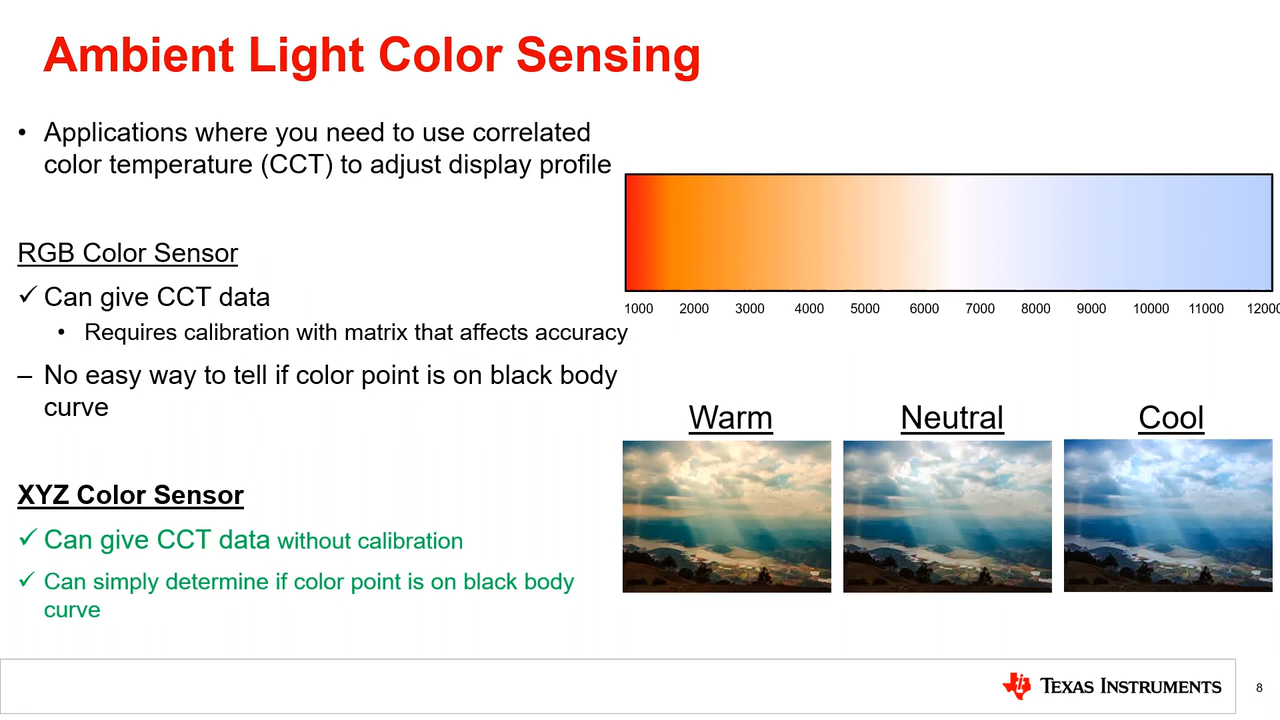 Ambient Light Color Sensing
• Applications where you need to use correlated
color temperature (CCT) to adjust display profile
RGB Color Sensor
✓ Can give CCT data
• Requires calibration with matrix that affects accuracy
– No easy way to tell if color point is on black body
curve
XYZ Color Sensor
✓ Can give CCT data without calibration
✓ Can simply determine if color point is on black body
curve
1000 2000 3000 4000 5000 6000 7000 8000 9000 10000 11000 12000
Warm Neutral Cool
TEXAS INSTRUMENTS
8